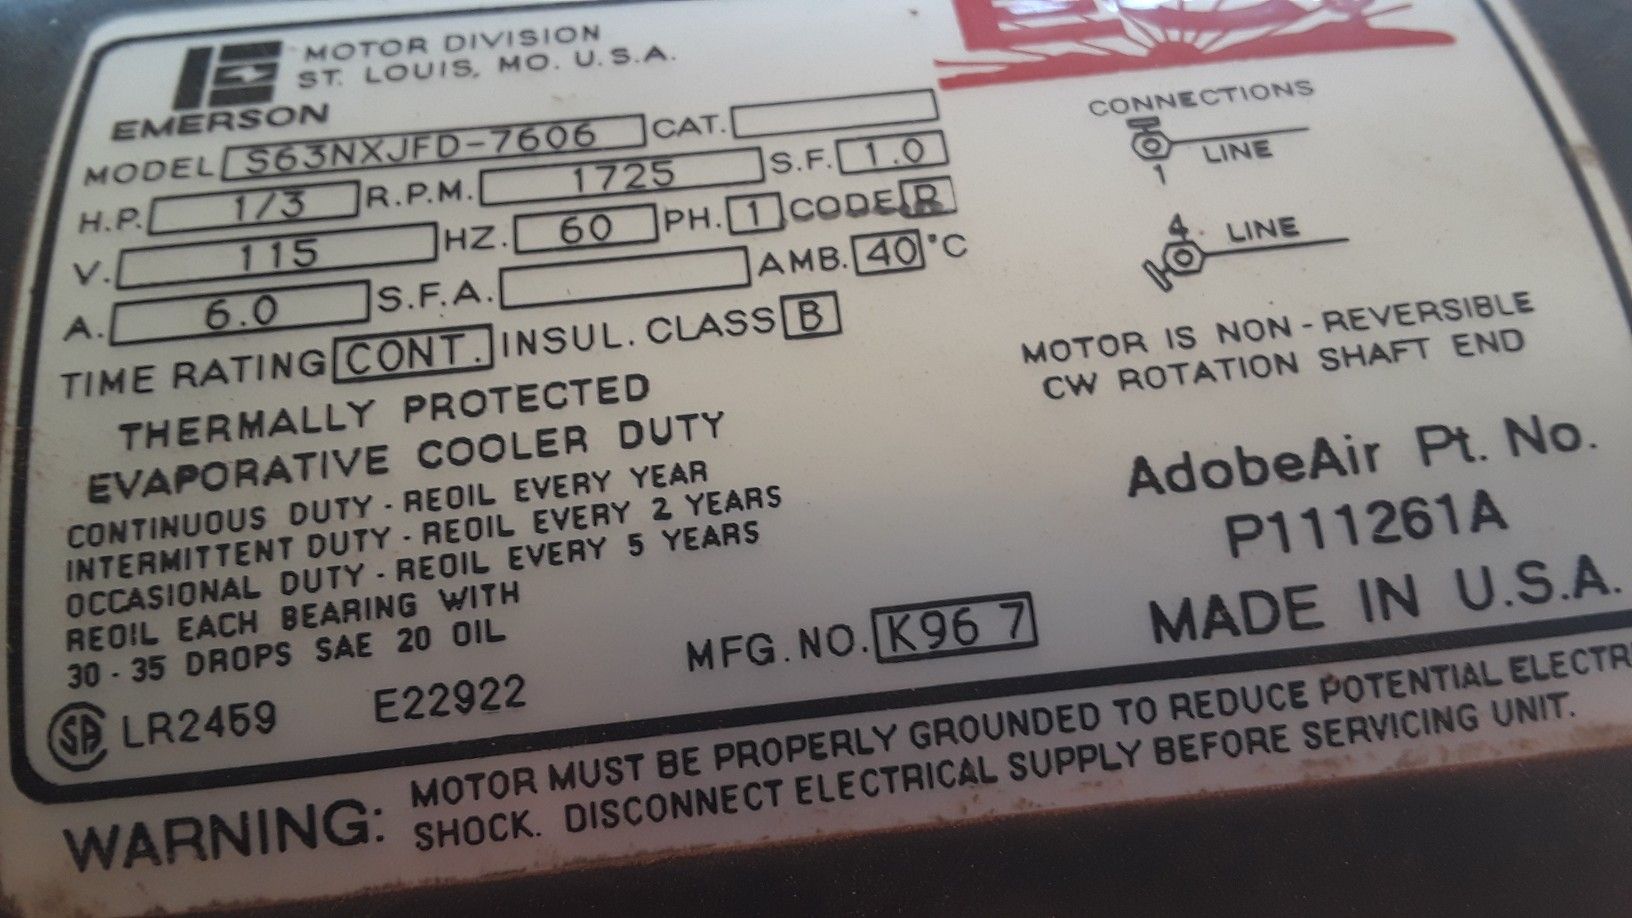 MOTOR DIVISION
ST. LOUIS, MO. U.S.A.
EMERSON
MODEL S63NXJFD-7606 CAT.
H.P. 1/3 R.P.M. 1725 S.F. 1.0
V. 115 HZ. 60 PH. 1 CODE R
A. 6.0 S.F.A. AMB. 40 °C
TIME RATING CONT. INSUL. CLASS B
THERMALLY PROTECTED
EVAPORATIVE COOLER DUTY
CONTINUOUS DUTY - REOIL EVERY YEAR
INTERMITTENT DUTY - REOIL EVERY 2 YEARS
OCCASIONAL DUTY - REOIL EVERY 5 YEARS
REOIL EACH BEARING WITH
30 - 35 DROPS SAE 20 OIL
SA LR2459 E22922
MFG. NO. K96 7
CONNECTIONS
LINE
1
4 LINE
MOTOR IS NON - REVERSIBLE
CW ROTATION SHAFT END
AdobeAir Pt. No.
P111261A
MADE IN U.S.A.
WARNING: MOTOR MUST BE PROPERLY GROUNDED TO REDUCE POTENTIAL ELECTR
SHOCK. DISCONNECT ELECTRICAL SUPPLY BEFORE SERVICING UNIT.